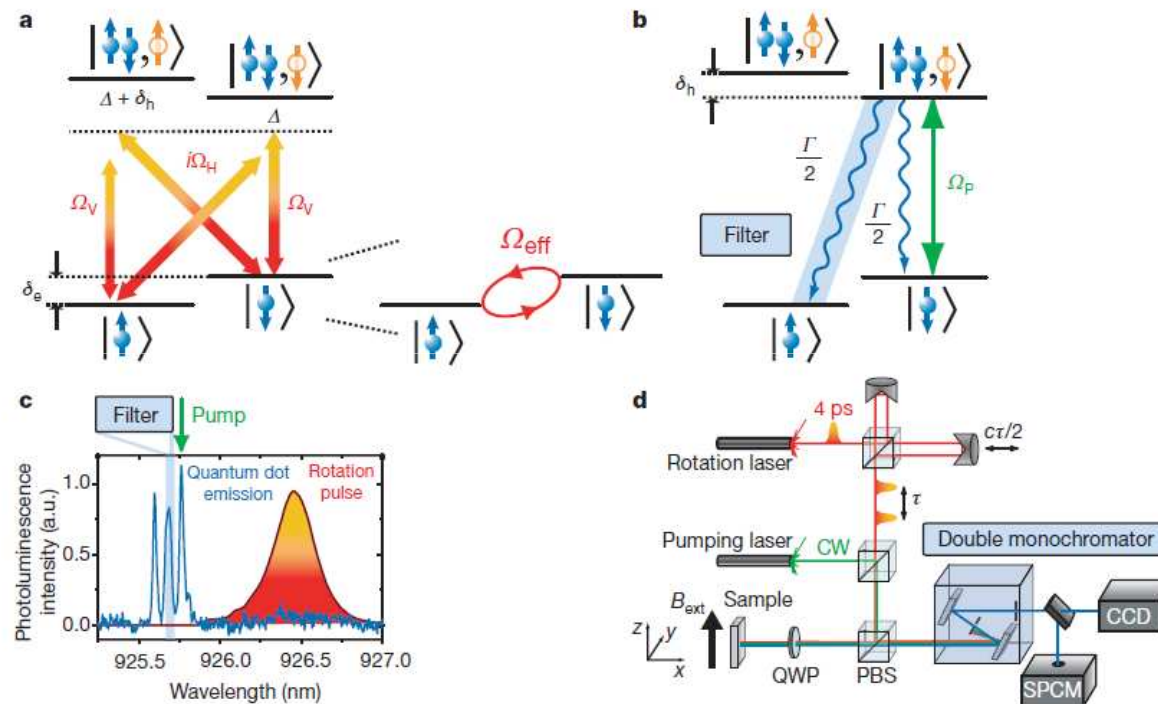 a
Δ + δh
Δ
iΩH
ΩV
ΩV
δe
Ωeff
b
δh
Γ
2
Γ
2
ΩP
Filter
c
Filter
Pump
Quantum dot
emission
Rotation
pulse
1.0
0.5
0.0
Photoluminescence
intensity (a.u.)
925.5 926.0 926.5 927.0
Wavelength (nm)
d
4 ps
Rotation laser
cτ/2
τ
Pumping laser
CW
Double monochromator
Bext
Sample
z
y
x
QWP
PBS
CCD
SPCM